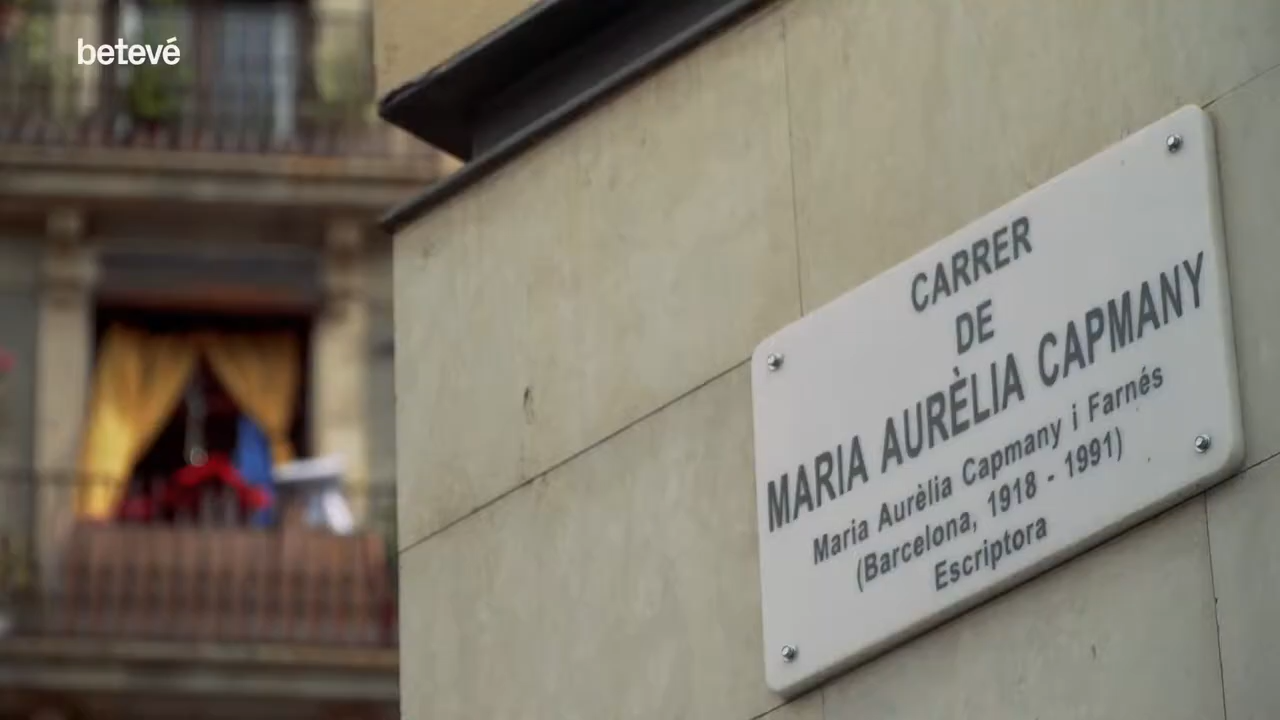 betevé
CARRER
DE
MARIA AURÈLIA CAPMANY
Maria Aurèlia Capmany i Farnés
(Barcelona, 1918 - 1991)
Escriptora